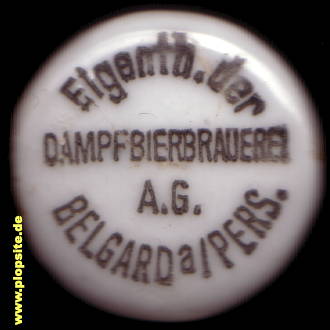 Eigenth. der
DAMPFBIERBRAUEREI
A.G.
BELGARD a/PERS.
www.plopsite.de